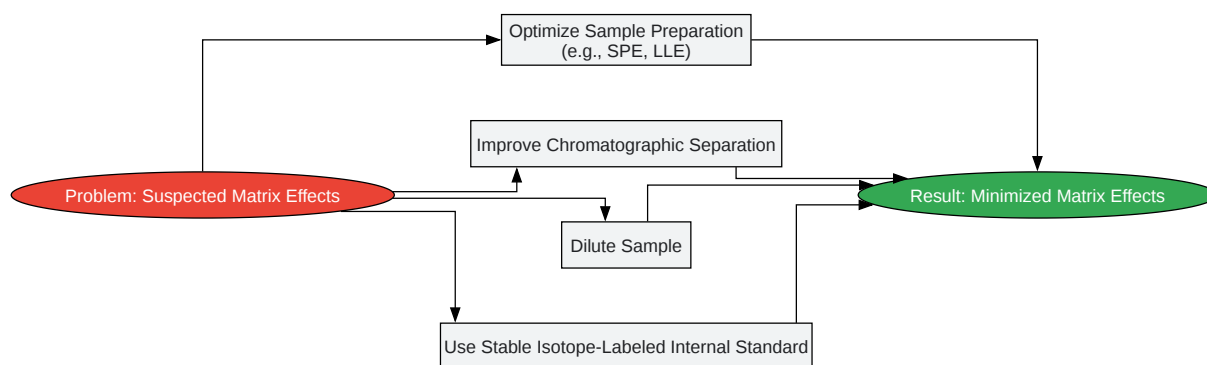 Optimize Sample Preparation
(e.g., SPE, LLE)
Improve Chromatographic Separation
Problem: Suspected Matrix Effects
Result: Minimized Matrix Effects
Dilute Sample
Use Stable Isotope-Labeled Internal Standard